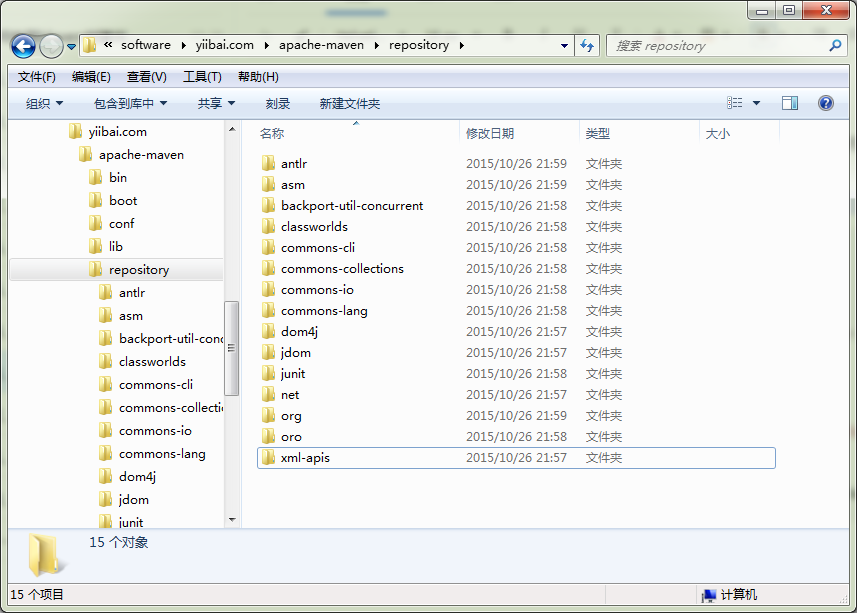 « software ▸ yiibai.com ▸ apache-maven ▸ repository ▸
搜索 repository
文件(F) 编辑(E) 查看(V) 工具(T) 帮助(H)
组织 包含到库中 共享 刻录 新建文件夹
yiibai.com
apache-maven
bin
boot
conf
lib
repository
antlr
asm
backport-util-conc
classworlds
commons-cli
commons-collectio
commons-io
commons-lang
dom4j
jdom
junit
名称 修改日期 类型 大小
antlr 2015/10/26 21:59 文件夹
asm 2015/10/26 21:59 文件夹
backport-util-concurrent 2015/10/26 21:58 文件夹
classworlds 2015/10/26 21:58 文件夹
commons-cli 2015/10/26 21:58 文件夹
commons-collections 2015/10/26 21:58 文件夹
commons-io 2015/10/26 21:58 文件夹
commons-lang 2015/10/26 21:58 文件夹
dom4j 2015/10/26 21:57 文件夹
jdom 2015/10/26 21:57 文件夹
junit 2015/10/26 21:58 文件夹
net 2015/10/26 21:57 文件夹
org 2015/10/26 21:59 文件夹
oro 2015/10/26 21:58 文件夹
xml-apis 2015/10/26 21:57 文件夹
15 个对象
15 个项目
计算机